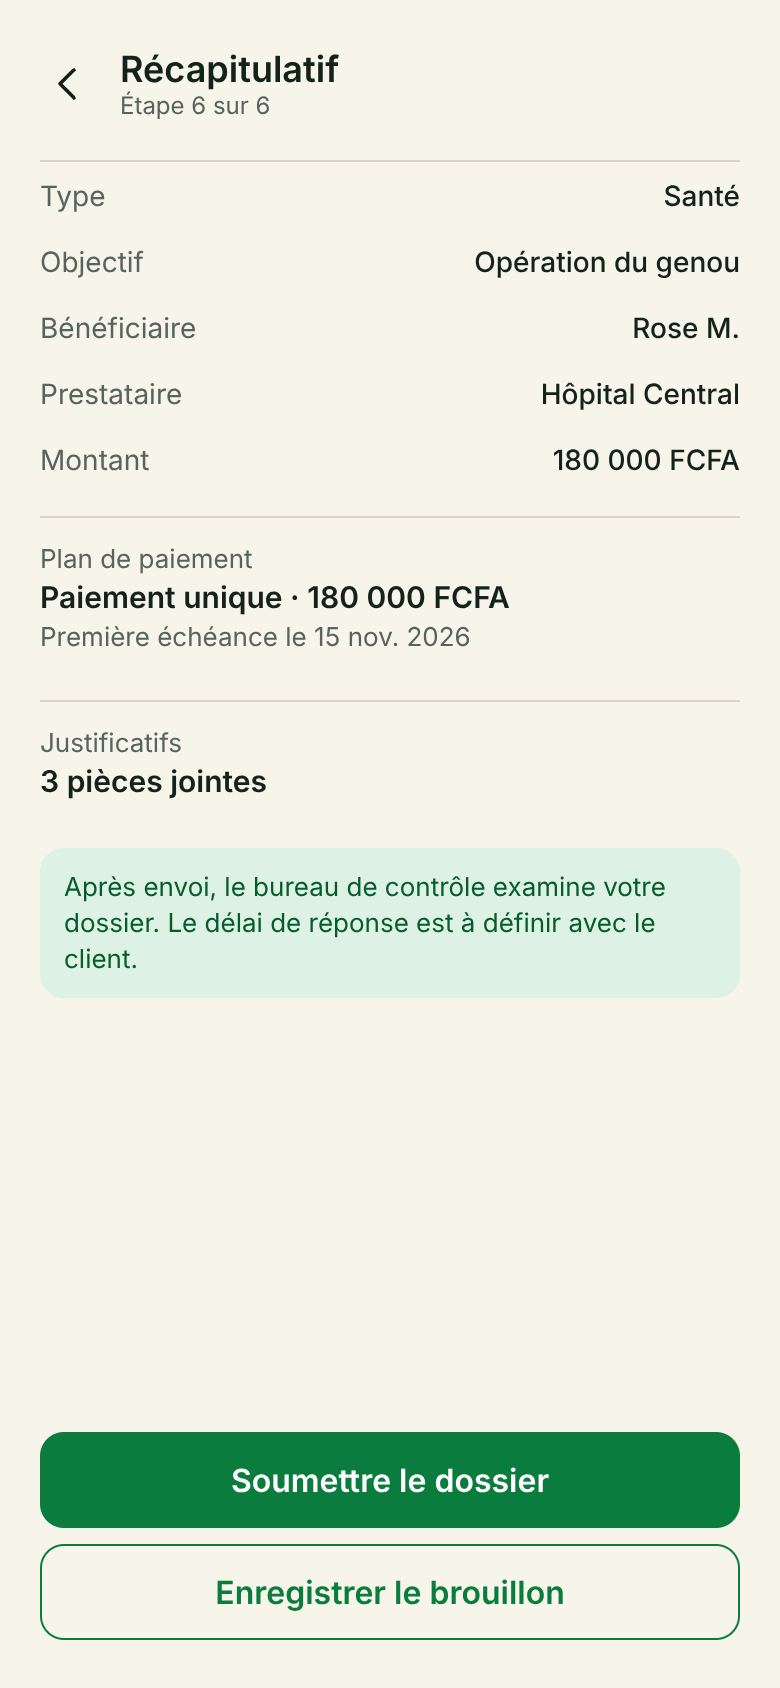 Récapitulatif
Étape 6 sur 6
Type Santé
Objectif Opération du genou
Bénéficiaire Rose M.
Prestataire Hôpital Central
Montant 180 000 FCFA
Plan de paiement
Paiement unique · 180 000 FCFA
Première échéance le 15 nov. 2026
Justificatifs
3 pièces jointes
Après envoi, le bureau de contrôle examine votre
dossier. Le délai de réponse est à définir avec le
client.
Soumettre le dossier
Enregistrer le brouillon